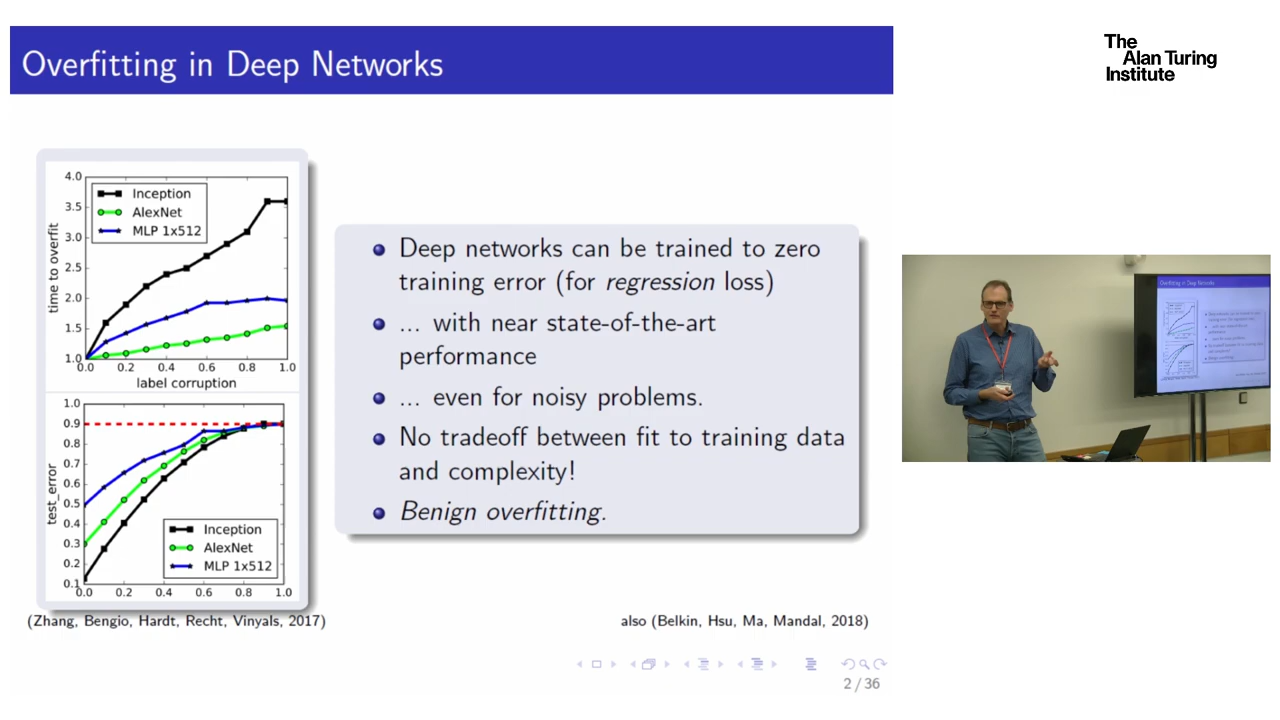 Overfitting in Deep Networks
The
Alan Turing
Institute
4.0
3.5
3.0
2.5
2.0
1.5
1.0
time to overfit
Inception
AlexNet
MLP 1x512
0.0 0.2 0.4 0.6 0.8 1.0
label corruption
1.0
0.9
0.8
0.7
0.6
0.5
0.4
0.3
0.2
0.1
test_error
Inception
AlexNet
MLP 1x512
0.0 0.2 0.4 0.6 0.8 1.0
(Zhang, Bengio, Hardt, Recht, Vinyals, 2017)
Deep networks can be trained to zero
training error (for regression loss)
... with near state-of-the-art
performance
... even for noisy problems.
No tradeoff between fit to training data
and complexity!
Benign overfitting.
also (Belkin, Hsu, Ma, Mandal, 2018)
2 / 36
Overfitting in Deep Networks